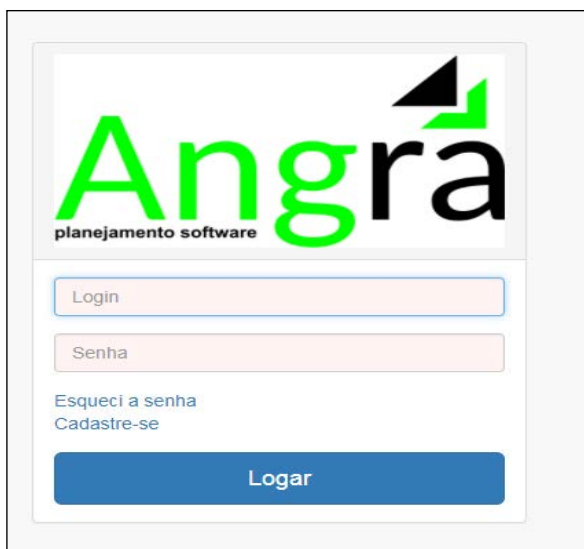 Angra
planejamento software
Login
Senha
Esqueci a senha
Cadastre-se
Logar